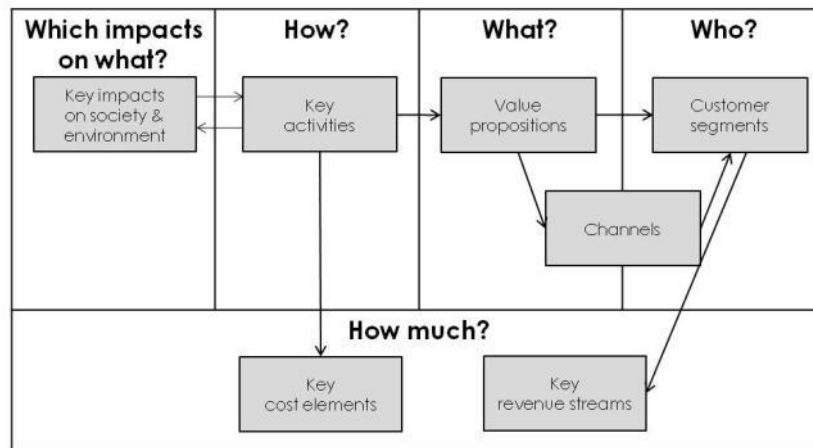 Which impacts
on what?
How?
What?
Who?
Key impacts
on society &
environment
Key
activities
Value
propositions
Customer
segments
Channels
How much?
Key
cost elements
Key
revenue streams